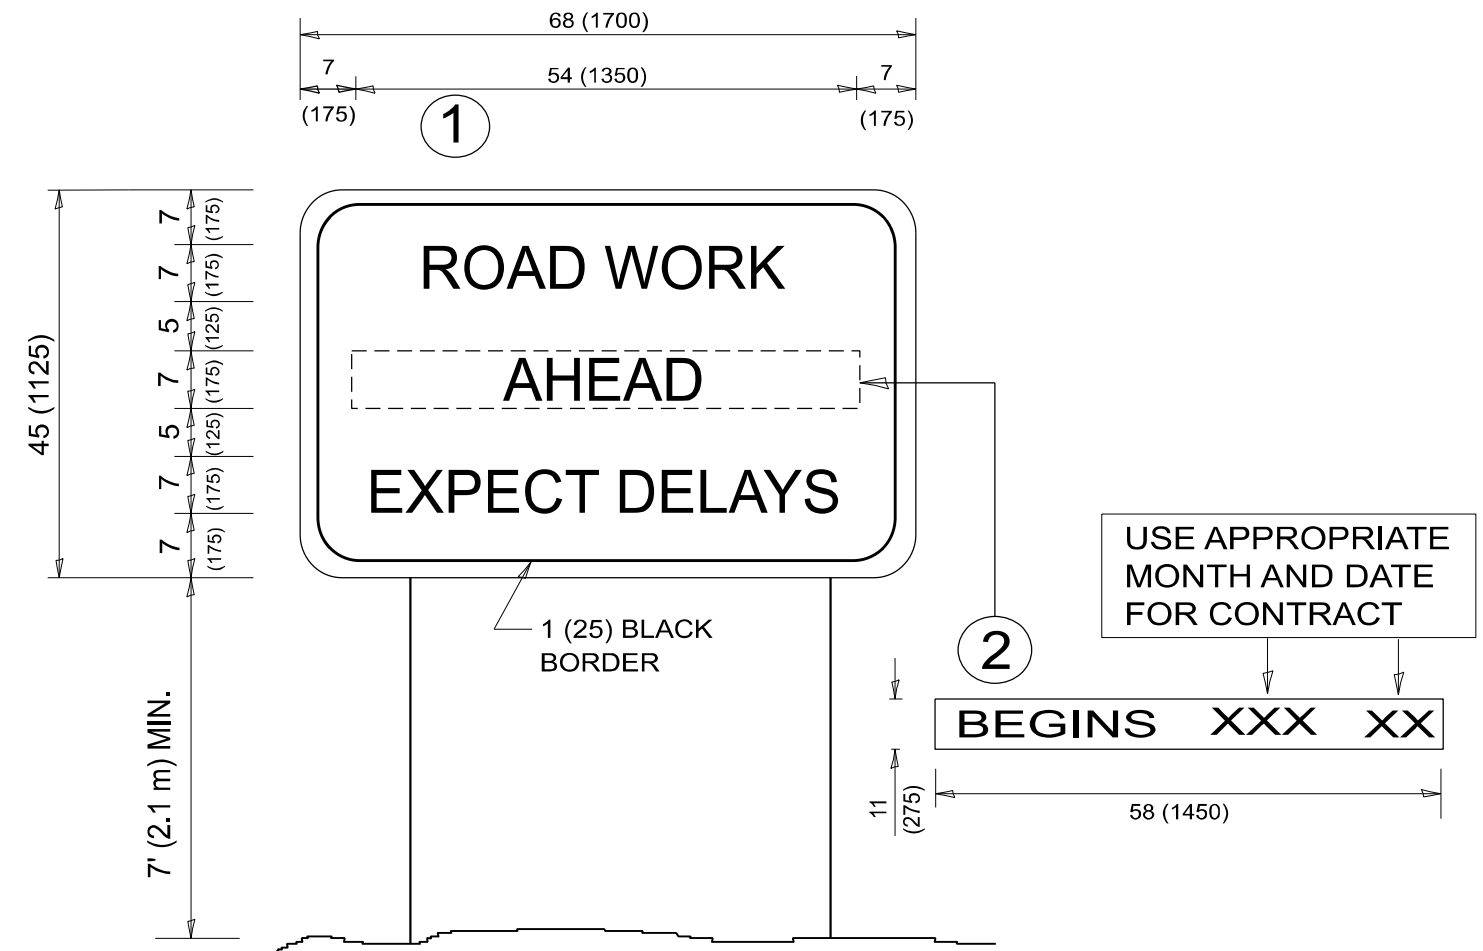 68 (1700)
7 54 (1350) 7
(175) (175)
1
7 (175)
7 (175)
5 (125)
7 (175)
5 (125)
7 (175)
7 (175)
45 (1125)
ROAD WORK
AHEAD
EXPECT DELAYS
1 (25) BLACK
BORDER
7' (2.1 m) MIN.
USE APPROPRIATE
MONTH AND DATE
FOR CONTRACT
2
BEGINS XXX XX
11
(275)
58 (1450)